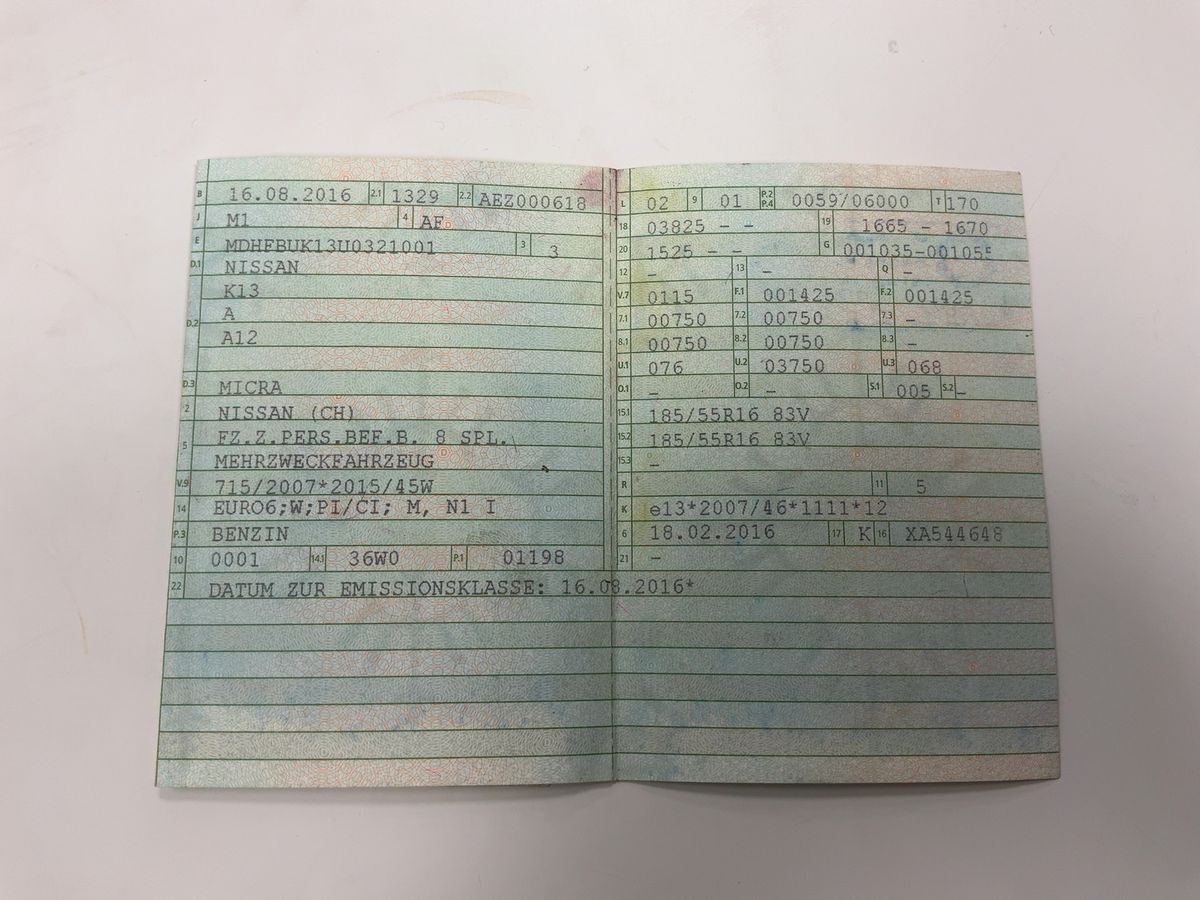 B 16.08.2016 2.1 1329 2.2 AEZ000618
J M1 4 AF
E MDHFBUK13U0321001 3 3
D.1 NISSAN
K13
D.2 A
A12
D.3 MICRA
2 NISSAN (CH)
5 FZ.Z.PERS.BEF.B. 8 SPL.
MEHRZWECKFAHRZEUG
V.9 715/2007*2015/45W
14 EURO6;W;PI/CI; M, N1 I
P.3 BENZIN
10 0001 14.1 36W0 P.1 01198
22 DATUM ZUR EMISSIONSKLASSE: 16.08.2016*
L 02 9 01 P.2 P.4 0059/06000 T 170
18 03825 - - 19 1665 - 1670
20 1525 - G 001035-00105
12 - 13 - Q -
V.7 0115 F.1 001425 F.2 001425
7.1 00750 7.2 00750 7.3 -
8.1 00750 8.2 00750 8.3 -
U.1 076 U.2 03750 U.3 068
O.1 - O.2 - S.1 005 S.2 -
15.1 185/55R16 83V
15.2 185/55R16 83V
15.3 -
R 11 5
K e13*2007/46*1111*12
6 18.02.2016 17 K 16 XA544648
21 -